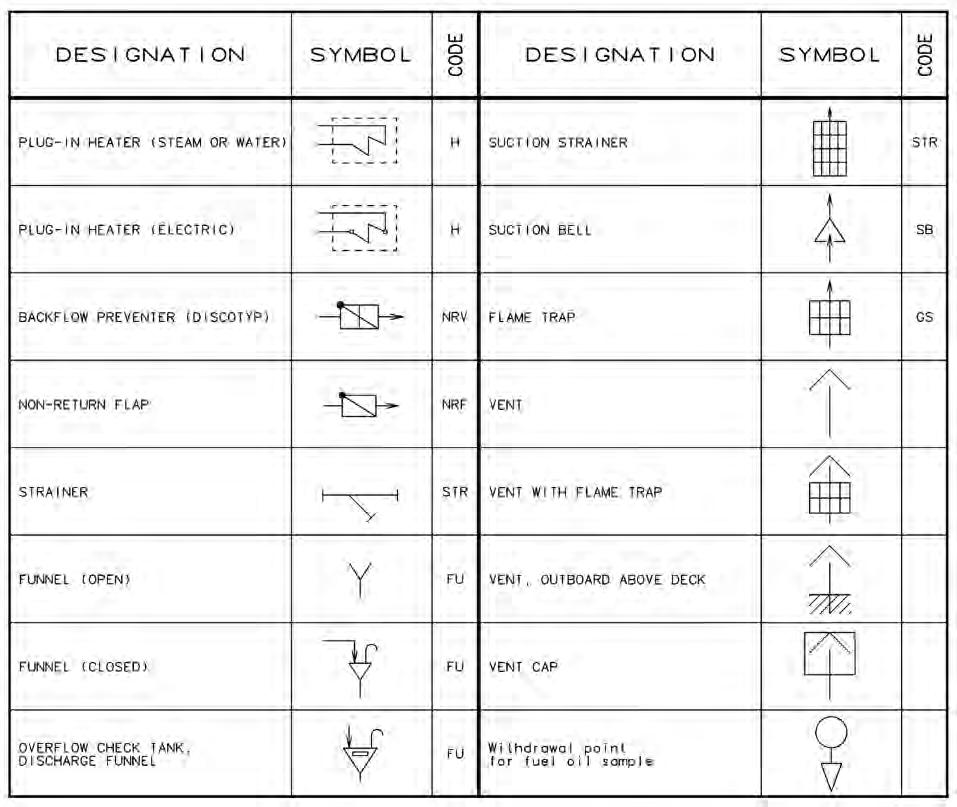 DESIGNATION SYMBOL CODE DESIGNATION SYMBOL CODE
PLUG-IN HEATER (STEAM OR WATER) H SUCTION STRAINER STR
PLUG-IN HEATER (ELECTRIC) H SUCTION BELL SB
BACKFLOW PREVENTER (DISCOTYP) NRV FLAME TRAP GS
NON-RETURN FLAP NRF VENT
STRAINER STR VENT WITH FLAME TRAP
FUNNEL (OPEN) FU VENT, OUTBOARD ABOVE DECK
FUNNEL (CLOSED) FU VENT CAP
OVERFLOW CHECK TANK,
DISCHARGE FUNNEL FU
Withdrawal point
for fuel oil sample